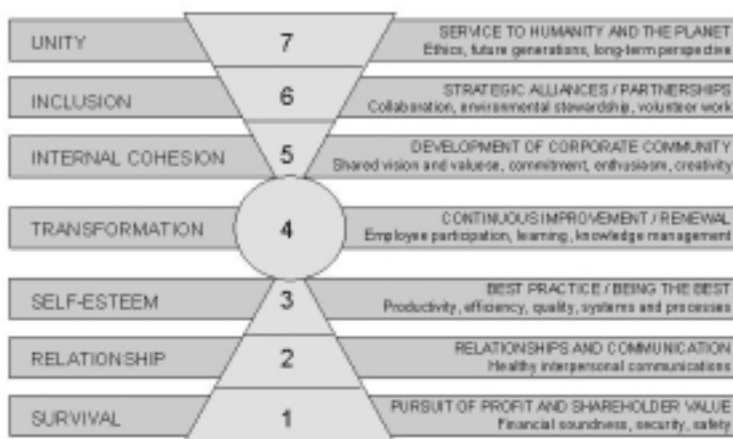 UNITY
7
SERVICE TO HUMANITY AND THE PLANET
Ethics, future generations, long-term perspective
INCLUSION
6
STRATEGIC ALLIANCES / PARTNERSHIPS
Collaboration, environmental stewardship, volunteer work
INTERNAL COHESION
5
DEVELOPMENT OF CORPORATE COMMUNITY
Shared vision and valuese, commitment, enthusiasm, creativity
TRANSFORMATION
4
CONTINUOUS IMPROVEMENT / RENEWAL
Employee participation, learning, knowledge management
SELF-ESTEEM
3
BEST PRACTICE / BEING THE BEST
Productivity, efficiency, quality, systems and processes
RELATIONSHIP
2
RELATIONSHIPS AND COMMUNICATION
Healthy interpersonal communications
SURVIVAL
1
PURSUIT OF PROFIT AND SHAREHOLDER VALUE
Financial soundness, security, safety